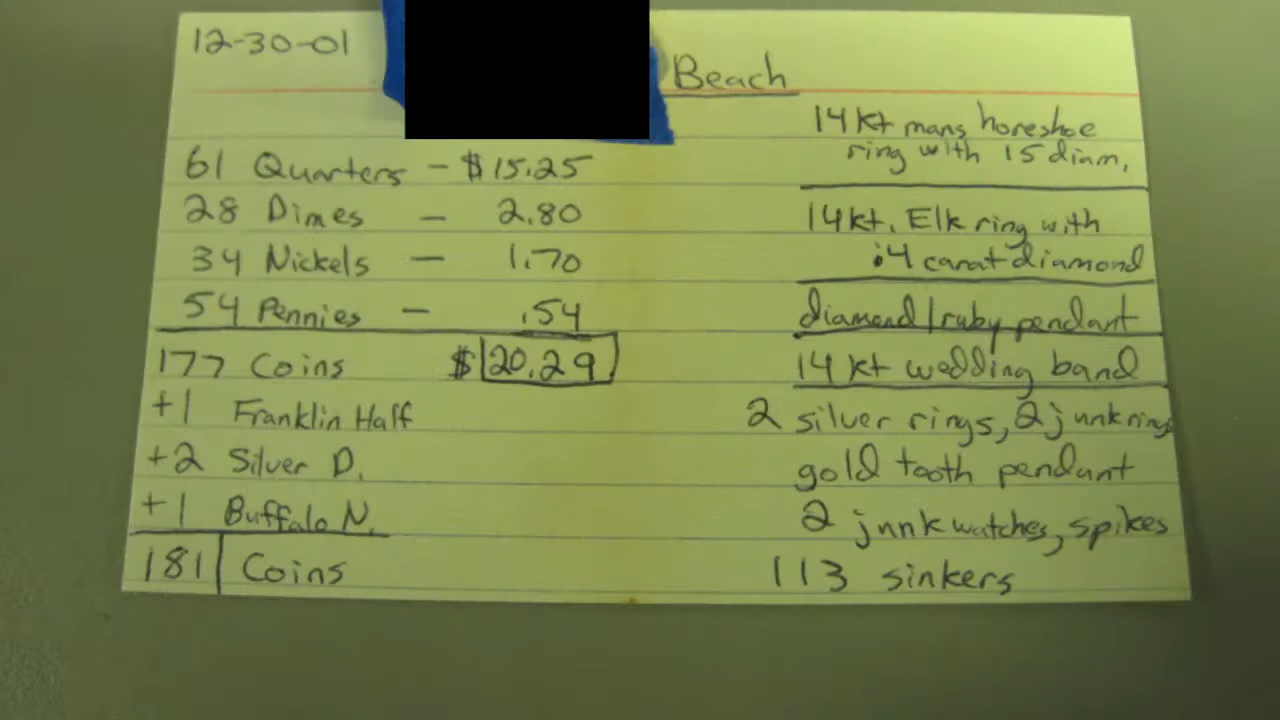 12-30-01
Beach
61 Quarters - $15.25
28 Dimes - 2.80
34 Nickels - 1.70
54 Pennies - .54
177 Coins $20.29
+1 Franklin Half
+2 Silver D.
+1 Buffalo N.
181 Coins
14kt mans horeshoe
ring with 15 diam.
14kt. Elk ring with
.4 carat diamond
diamond/ruby pendant
14kt wedding band
2 silver rings, 2 junk rings
gold tooth pendant
2 junk watches, spikes
113 sinkers